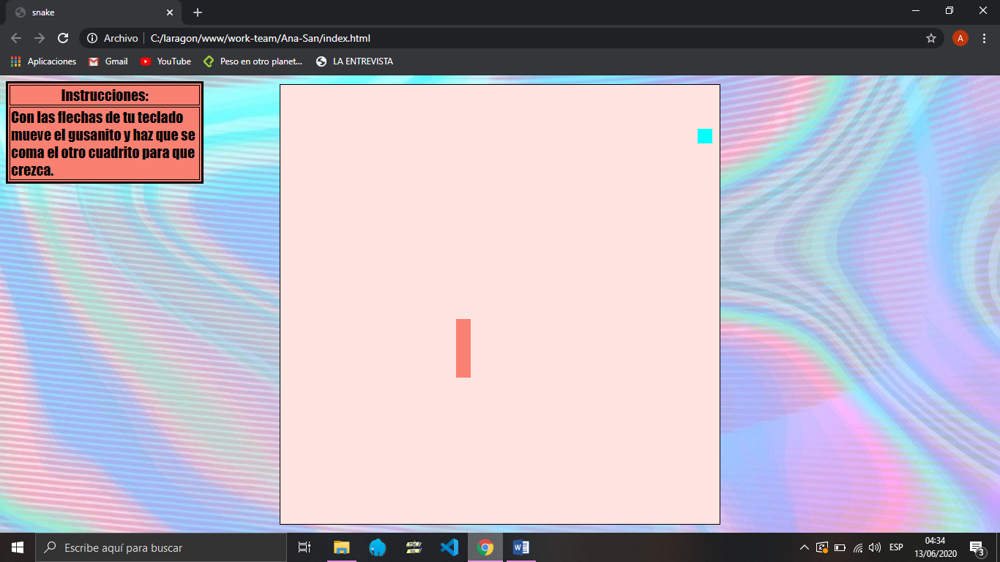 snake
Archivo C:/laragon/www/work-team/Ana-San/index.html
A
Aplicaciones Gmail YouTube Peso en otro planet... LA ENTREVISTA
Instrucciones:
Con las flechas de tu teclado
mueve el gusanito y haz que se
coma el otro cuadrito para que
crezca.
Escribe aquí para buscar
ESP
04:34
13/06/2020
3